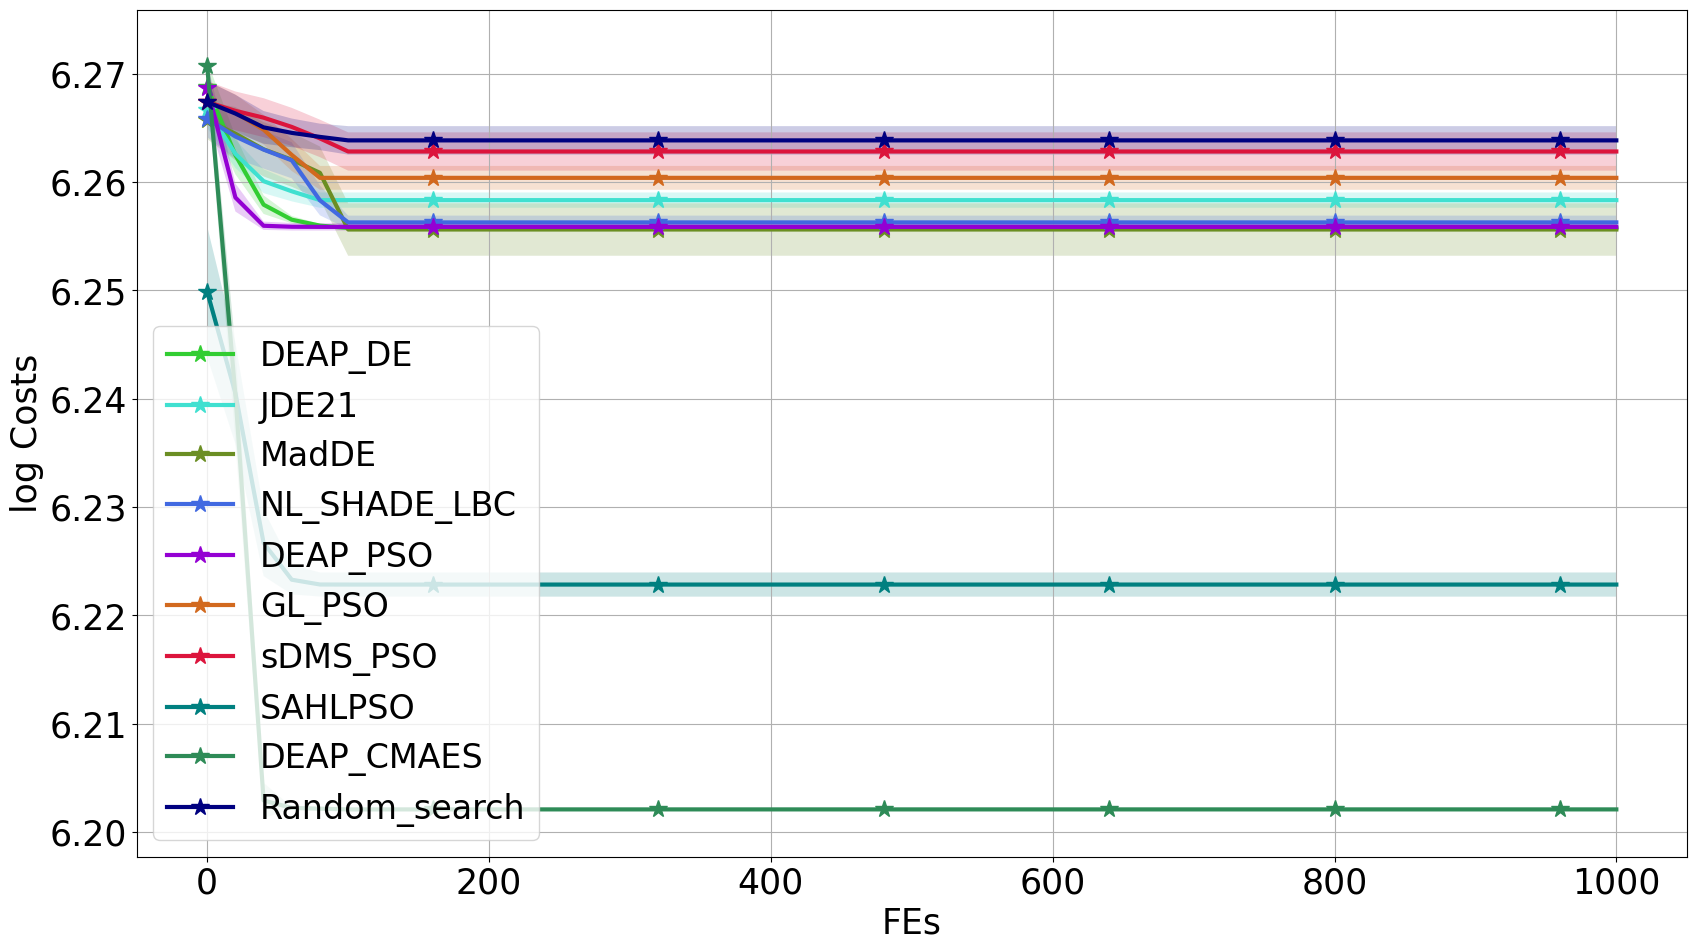 6.27
6.26
6.25
6.24
6.23
6.22
6.21
6.20
log Costs
DEAP_DE
JDE21
MadDE
NL_SHADE_LBC
DEAP_PSO
GL_PSO
sDMS_PSO
SAHLPSO
DEAP_CMAES
Random_search
0 200 400 600 800 1000
FEs